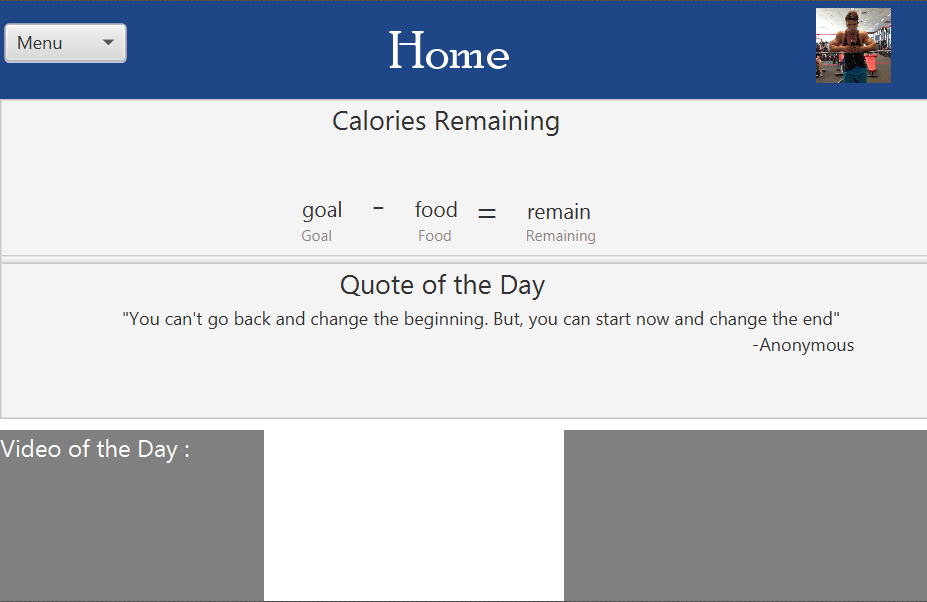 Menu
Home
Calories Remaining
goal - food = remain
Goal Food Remaining
Quote of the Day
"You can't go back and change the beginning. But, you can start now and change the end"
-Anonymous
Video of the Day :